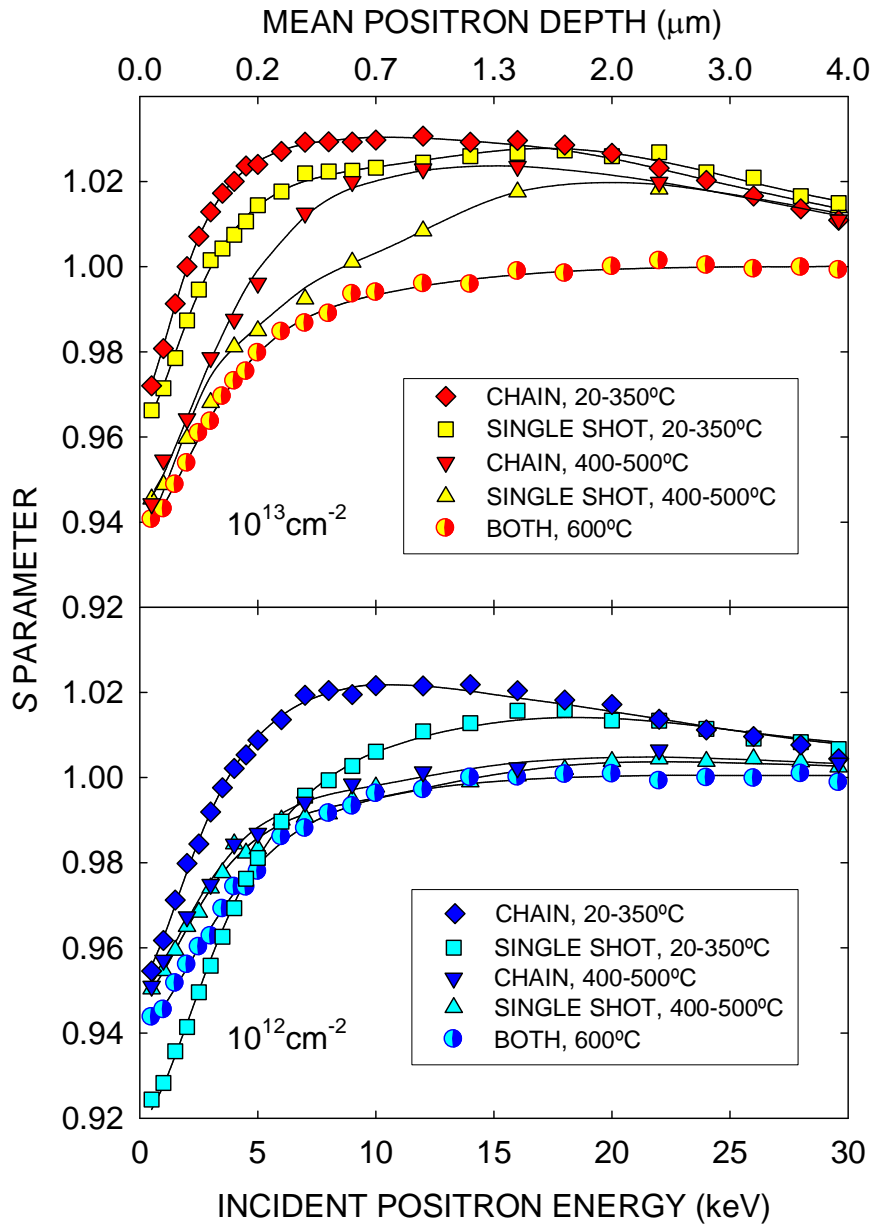 MEAN POSITRON DEPTH (μm)
0.0 0.2 0.7 1.3 2.0 3.0 4.0
1.02
1.00
0.98
0.96
0.94
0.92
CHAIN, 20-350ºC
SINGLE SHOT, 20-350ºC
CHAIN, 400-500ºC
SINGLE SHOT, 400-500ºC
BOTH, 600ºC
10¹³cm⁻²
S PARAMETER
1.02
1.00
0.98
0.96
0.94
0.92
CHAIN, 20-350ºC
SINGLE SHOT, 20-350ºC
CHAIN, 400-500ºC
SINGLE SHOT, 400-500ºC
BOTH, 600ºC
10¹²cm⁻²
0 5 10 15 20 25 30
INCIDENT POSITRON ENERGY (keV)